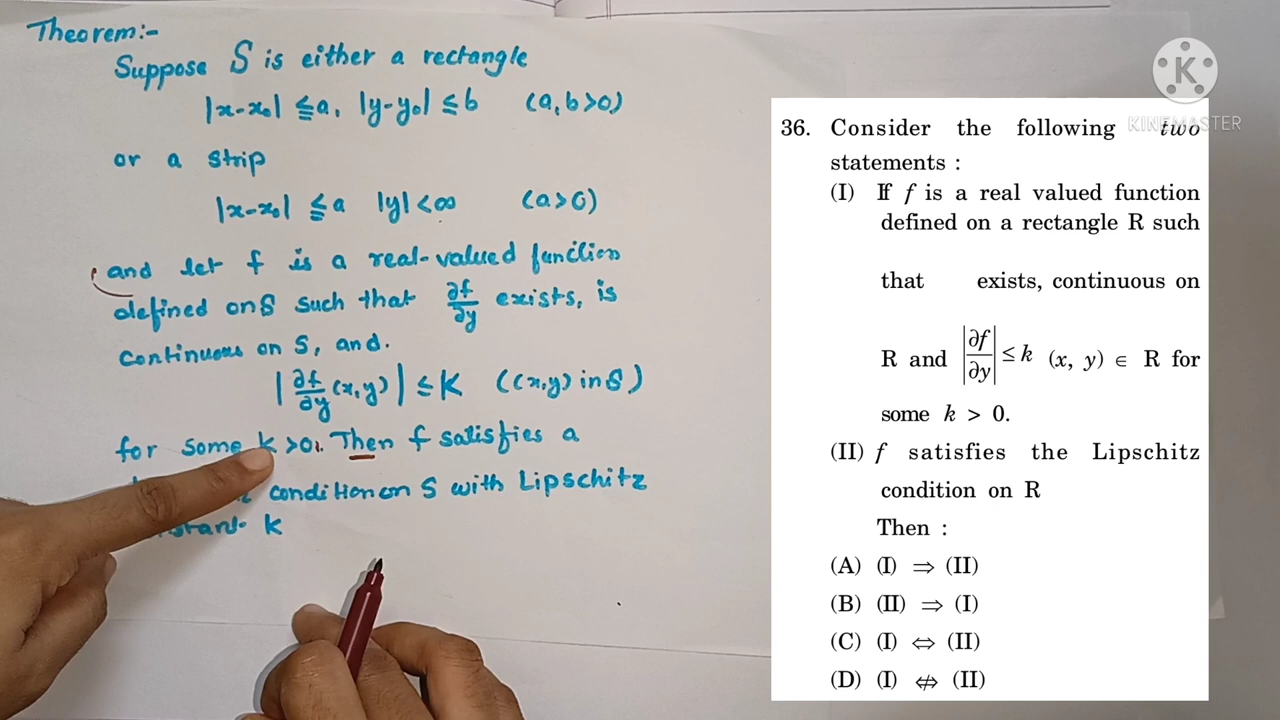 Theorem:-
Suppose S is either a rectangle
|x-x₀| ≦ a, |y-y₀| ≤ b (a, b > 0)
or a strip
|x-x₀| ≦ a |y| < ∞ (a > 0)
and let f is a real-valued function
defined on S such that ∂f/∂y exists, is
continuous on S, and.
|∂f/∂y (x, y)| ≤ K ((x, y) in S)
for some k > 0. Then f satisfies a
condition on S with Lipschitz
k
K
KINEMASTER
36. Consider the following two
statements :
(I) If f is a real valued function
defined on a rectangle R such
that exists, continuous on
R and |∂f/∂y| ≤ k (x, y) ∈ R for
some k > 0.
(II) f satisfies the Lipschitz
condition on R
Then :
(A) (I) ⇒ (II)
(B) (II) ⇒ (I)
(C) (I) ⇔ (II)
(D) (I) ⇎ (II)